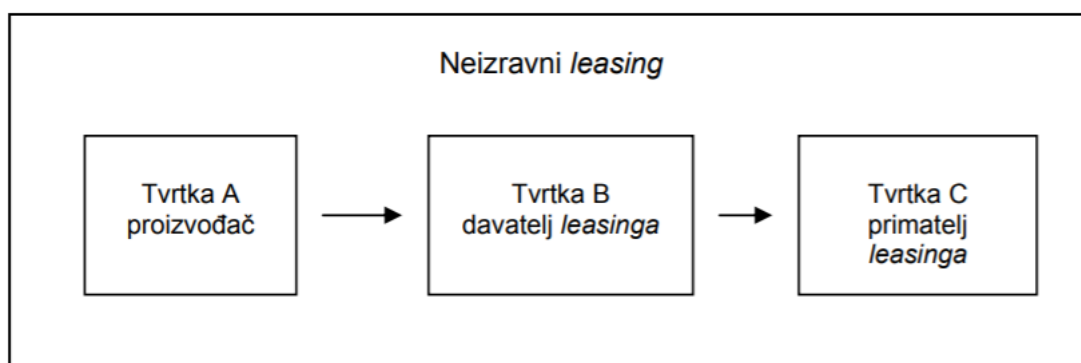 Neizravni leasing
Tvrtka A
proizvođač
Tvrtka B
davatelj leasinga
Tvrtka C
primatelj
leasinga